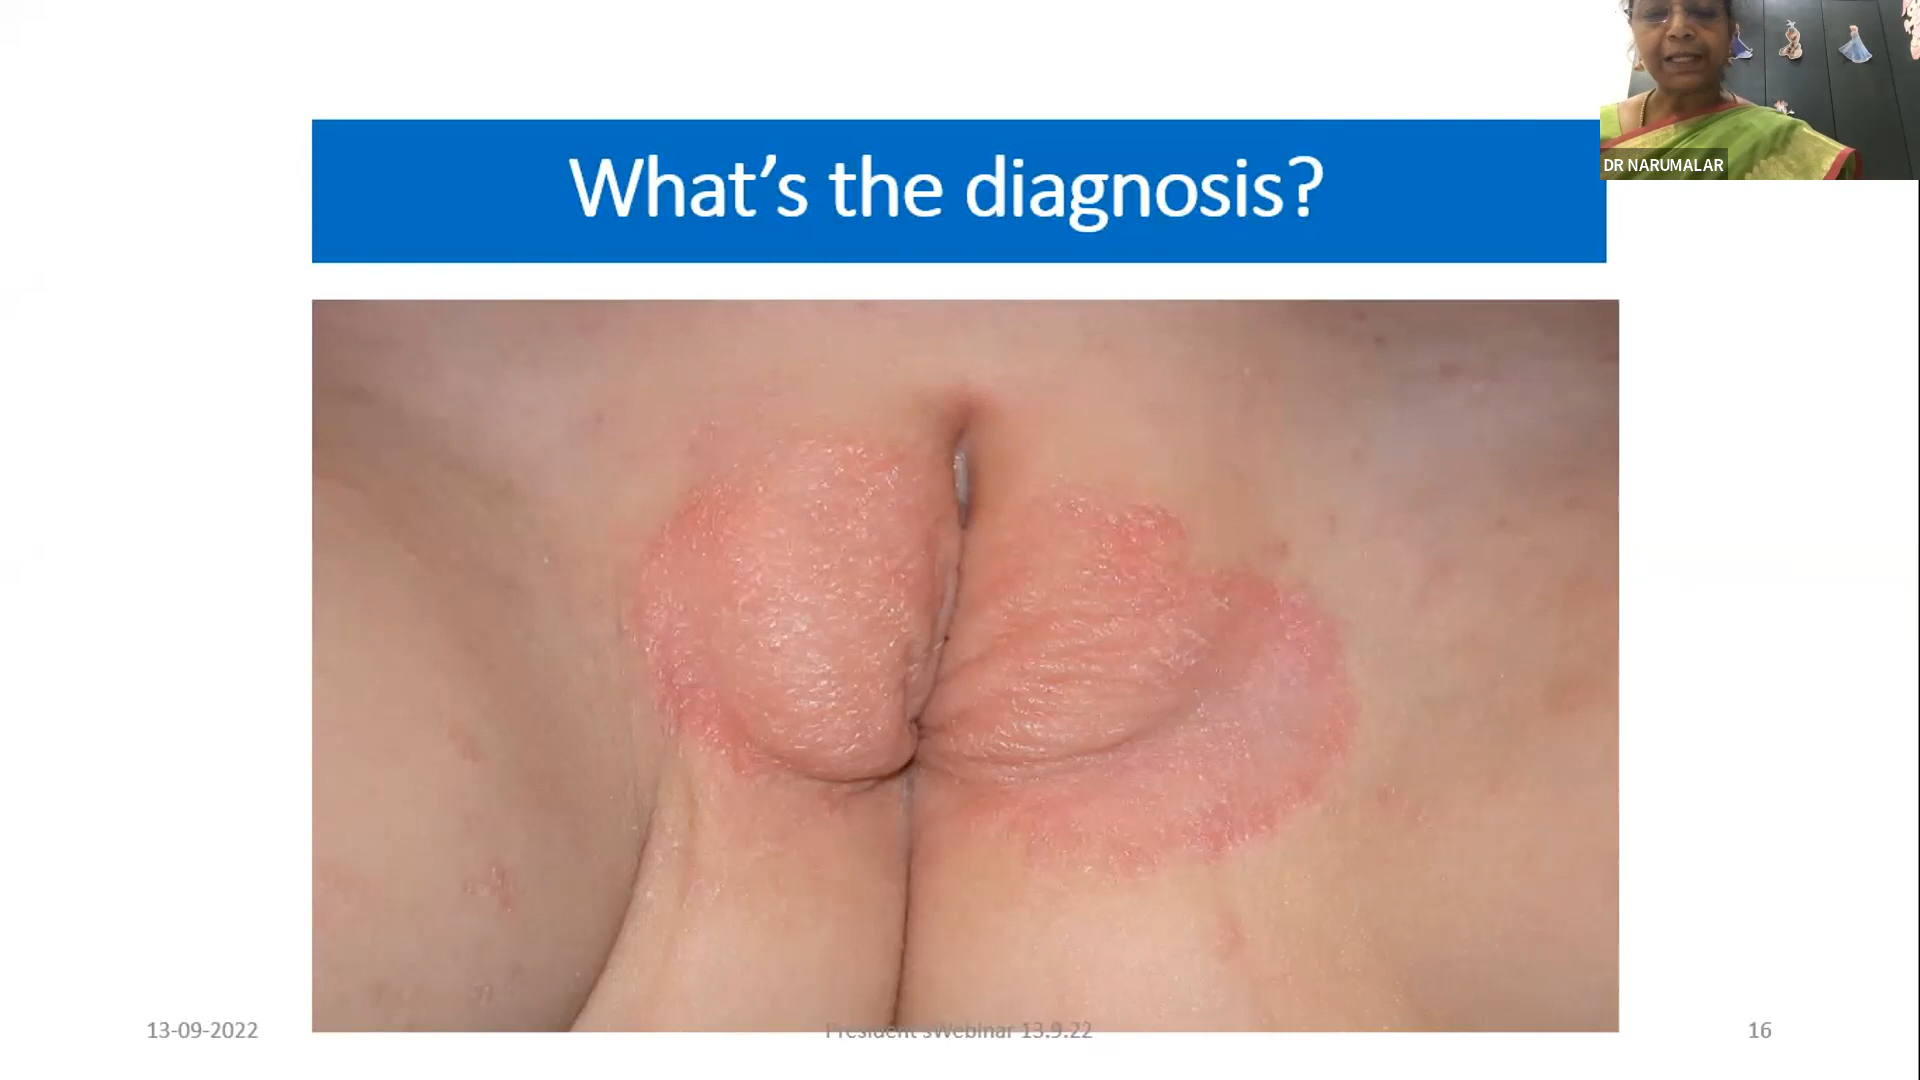 DR NARUMALAR
What’s the diagnosis?
13-09-2022
President'sWebinar 13.9.22
16